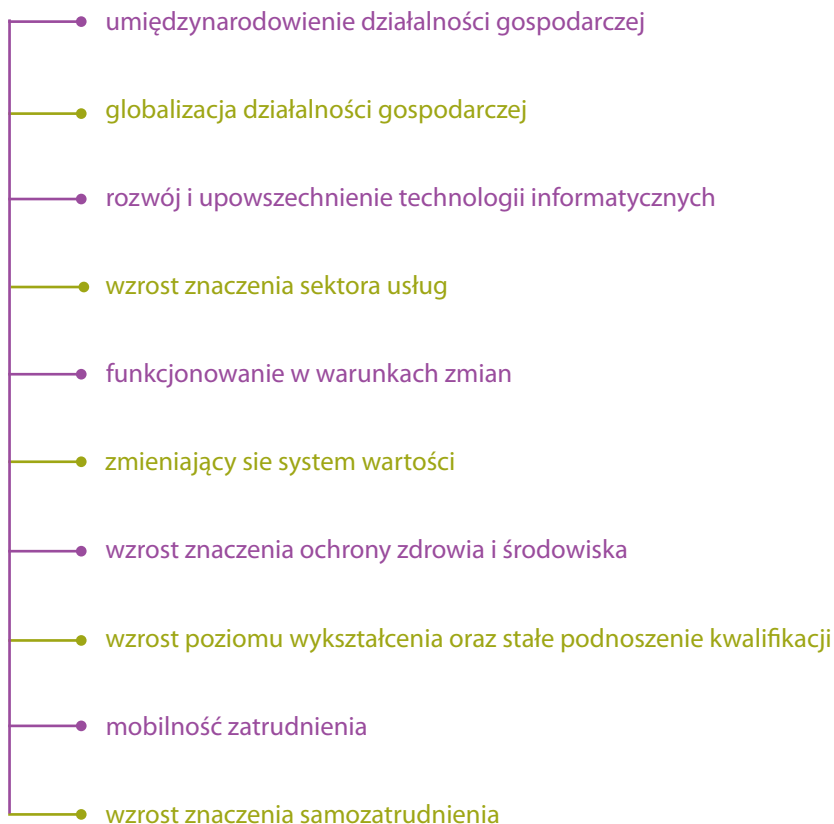 umiędzynarodowienie działalności gospodarczej
globalizacja działalności gospodarczej
rozwój i upowszechnienie technologii informatycznych
wzrost znaczenia sektora usług
funkcjonowanie w warunkach zmian
zmieniający sie system wartości
wzrost znaczenia ochrony zdrowia i środowiska
wzrost poziomu wykształcenia oraz stałe podnoszenie kwalifikacji
mobilność zatrudnienia
wzrost znaczenia samozatrudnienia